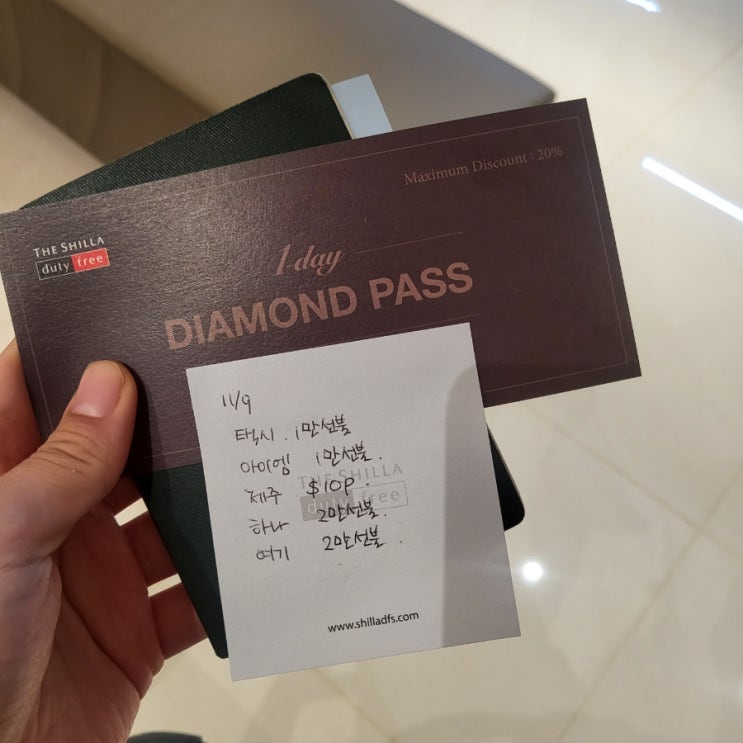 Maximum Discount : 20%
THE SHILLA
duty free
1-day
DIAMOND PASS
11/9
택시 . 1만선불
아이엠 1만선불.
THE SHILLA
제주 $10P.
duty free
하나 2만선불.
여기 2만선불 .
www.shilladfs.com